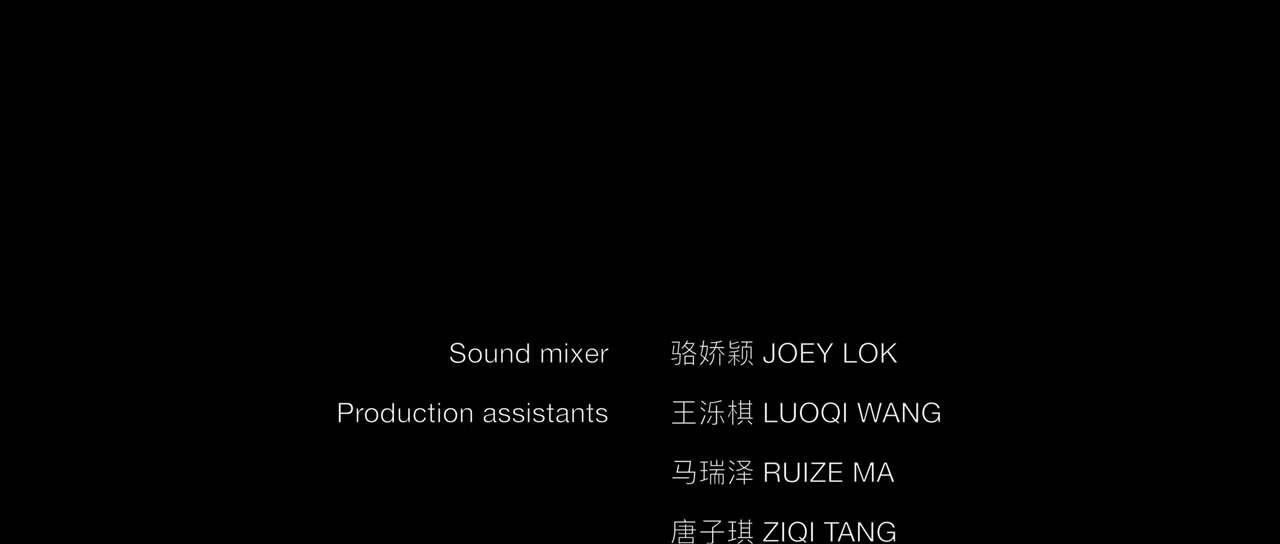 Sound mixer 骆娇颖 JOEY LOK
Production assistants 王泺棋 LUOQI WANG
马瑞泽 RUIZE MA
唐子琪 ZIQI TANG